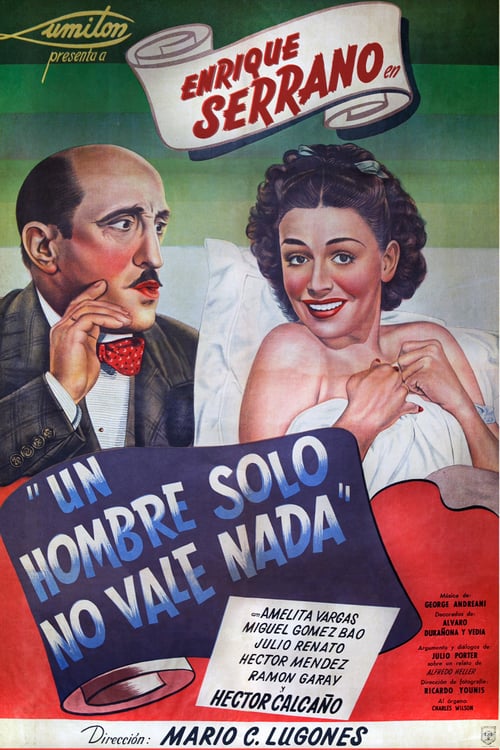 Lumiton
presenta a
ENRIQUE
SERRANO en
"UN
HOMBRE SOLO
NO VALE NADA"
con AMELITA VARGAS
MIGUEL GOMEZ BAO
JULIO RENATO
HECTOR MENDEZ
RAMON GARAY
Y
HECTOR CALCAÑO
Música de:
GEORGE ANDREANI
Decorados de:
ALVARO
DURAÑONA Y VEDIA
Argumento y diálogos de
JULIO PORTER
sobre un relato de
ALFREDO HELLER
Dirección de fotografía:
RICARDO YOUNIS
Al órgano
CHARLES WILSON
Dirección: MARIO C. LUGONES